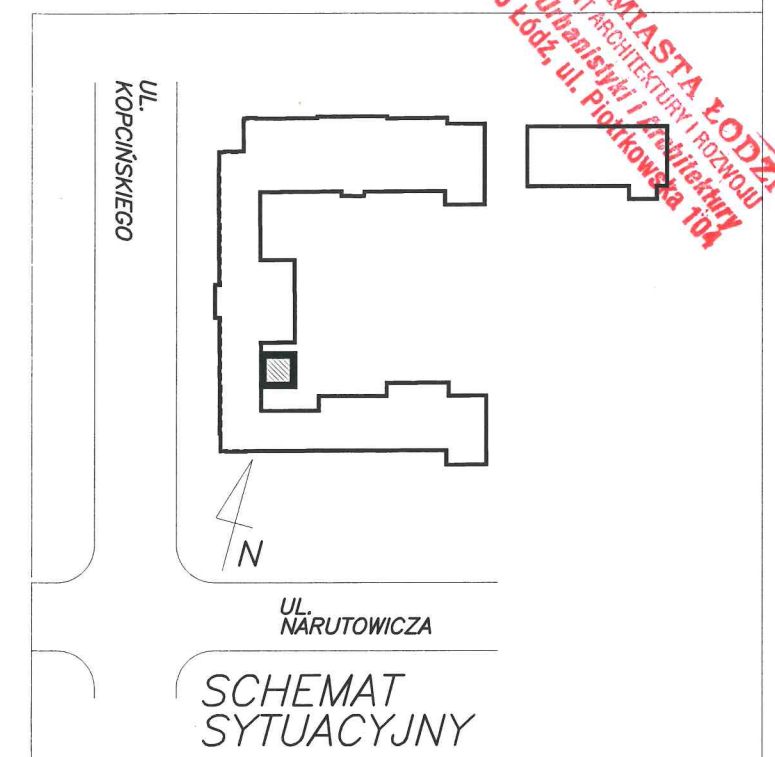 MIASTA ŁODZI
ARCHITEKTURY I ROZWOJU
Urbanistyki i Architektury
Łódź, ul. Piotrkowska 104
UL.
KOPCIŃSKIEGO
N
UL.
NARUTOWICZA
SCHEMAT
SYTUACYJNY